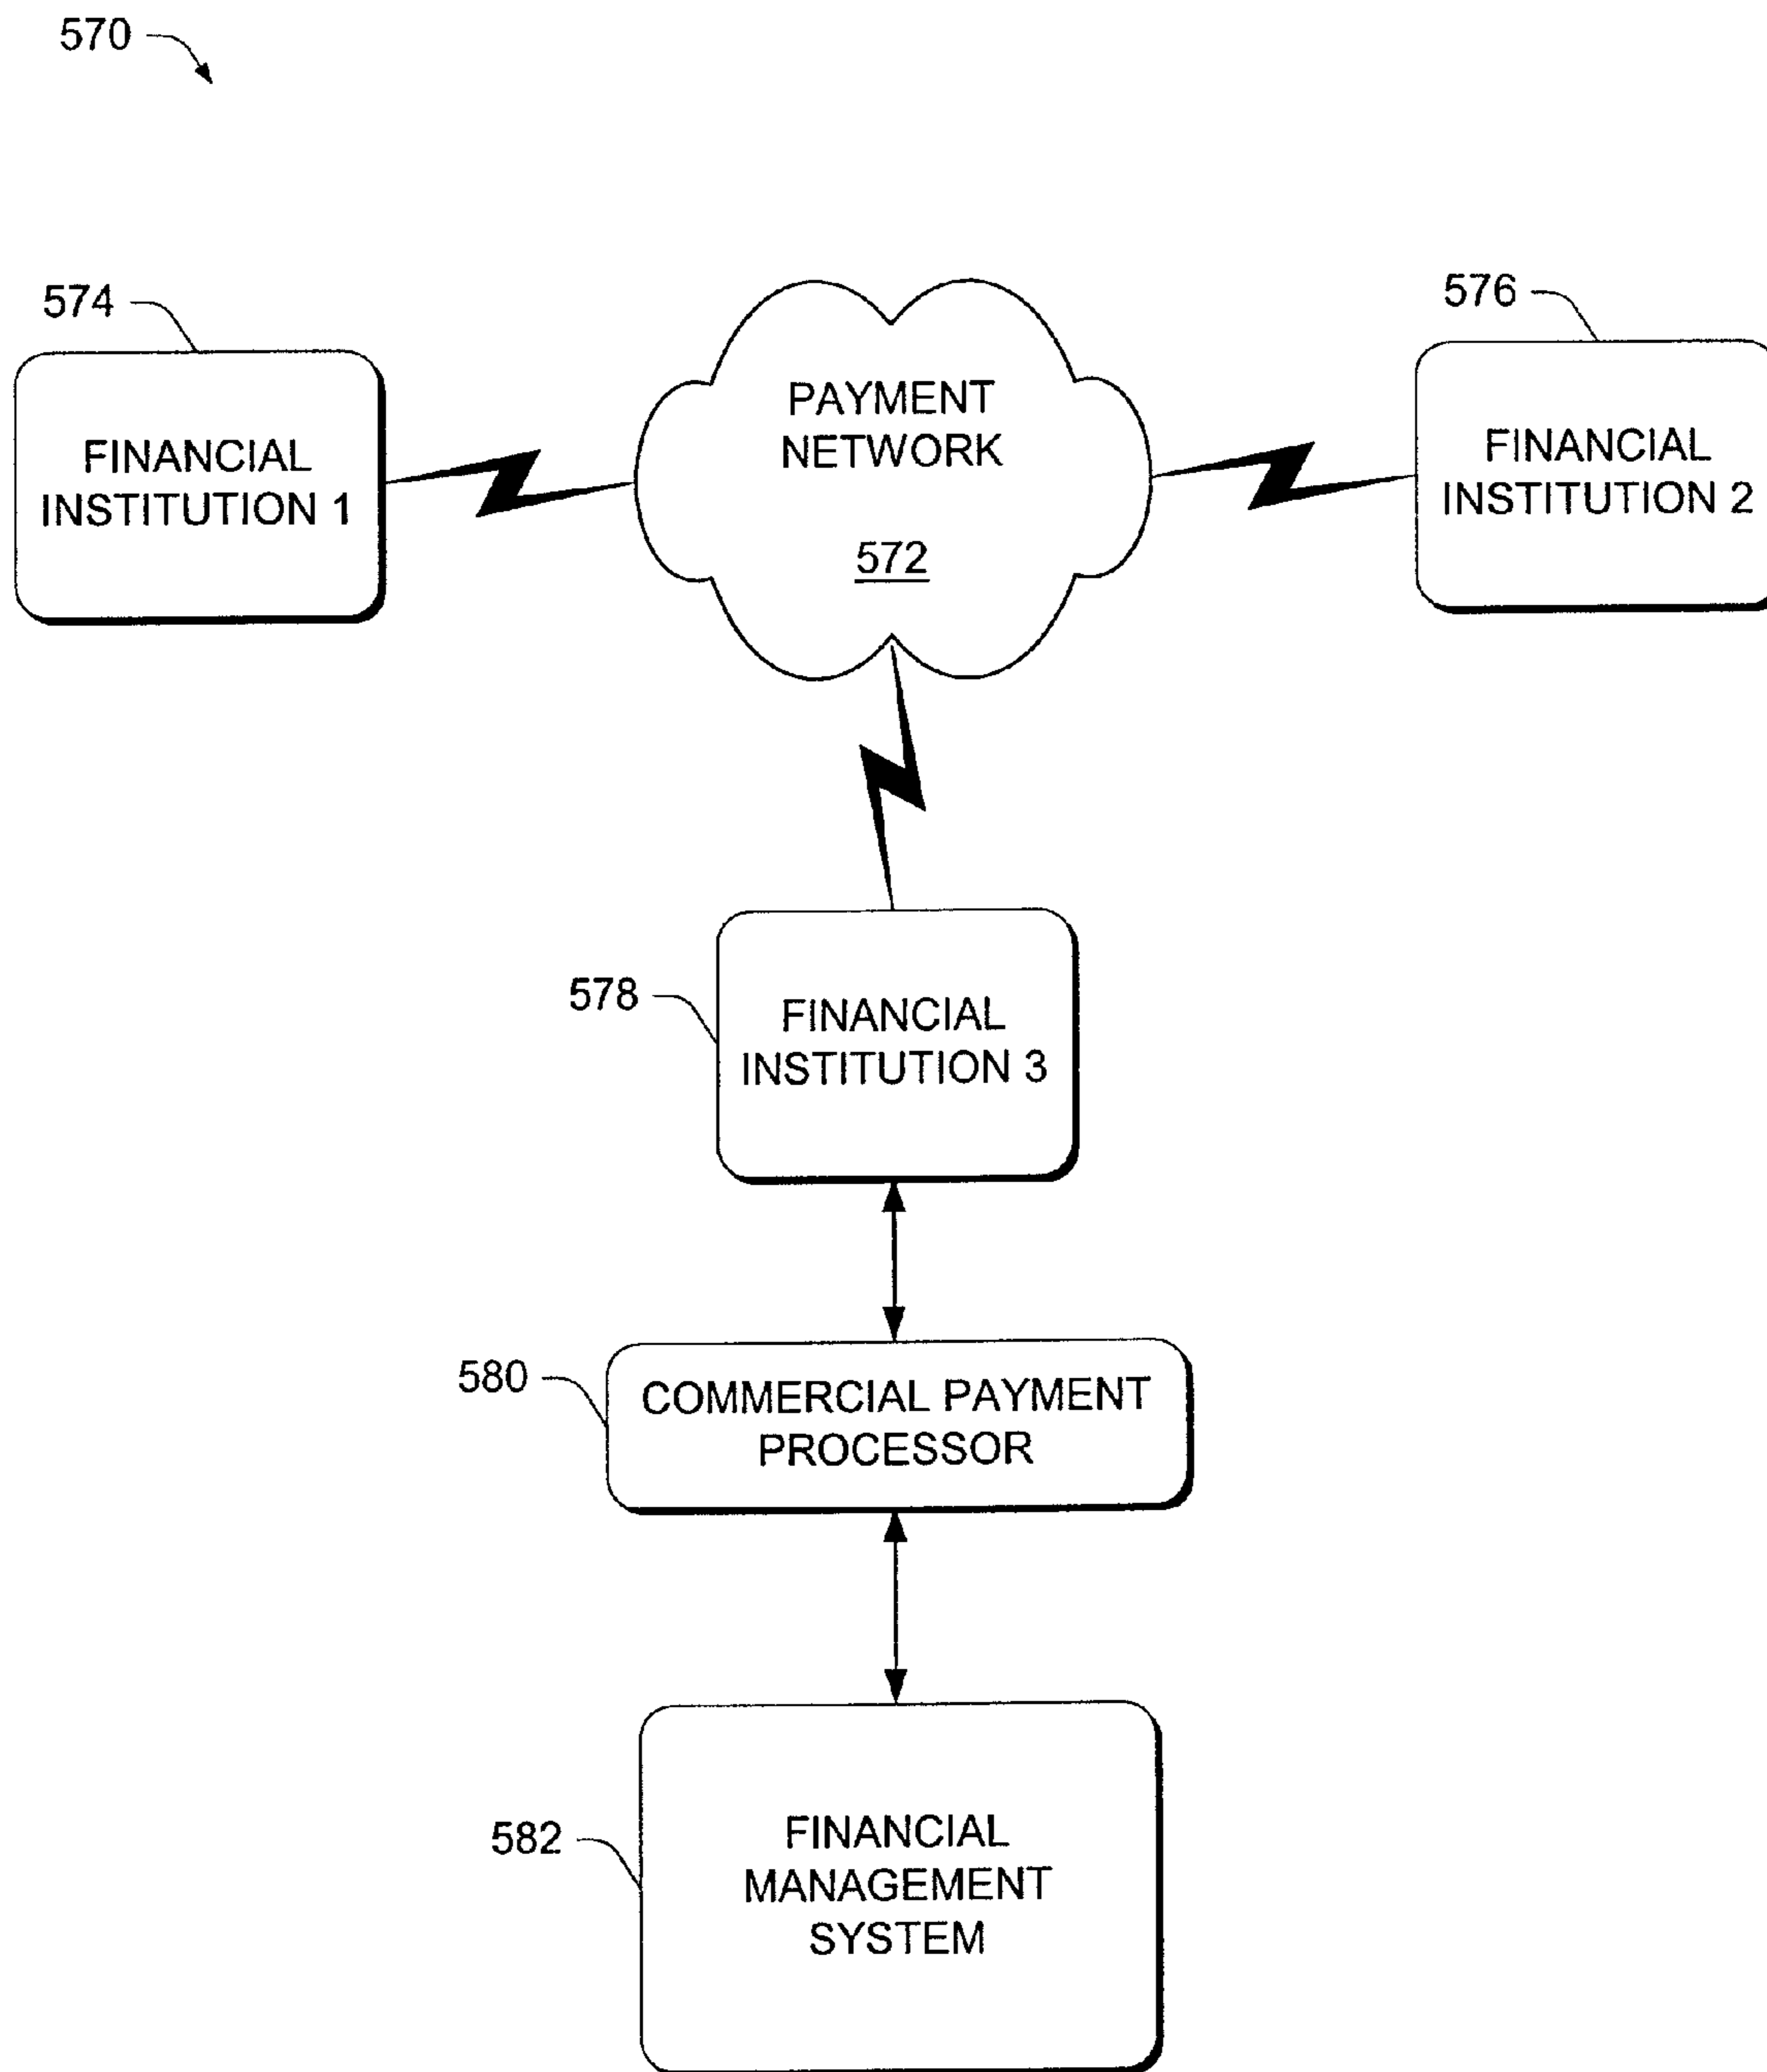 570
574
576
PAYMENT
NETWORK
572
FINANCIAL
INSTITUTION 1
FINANCIAL
INSTITUTION 2
578
FINANCIAL
INSTITUTION 3
580
COMMERCIAL PAYMENT
PROCESSOR
582
FINANCIAL
MANAGEMENT
SYSTEM